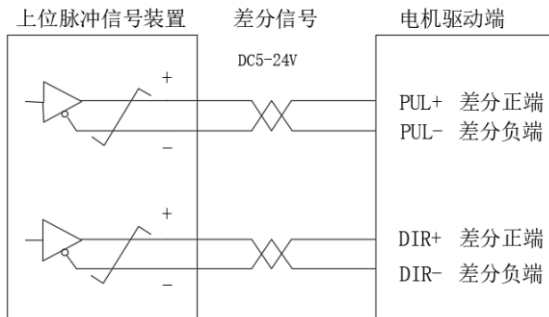 上位脉冲信号装置 差分信号 电机驱动端
DC5-24V
+
PUL+ 差分正端
PUL- 差分负端
-
+
DIR+ 差分正端
DIR- 差分负端
-